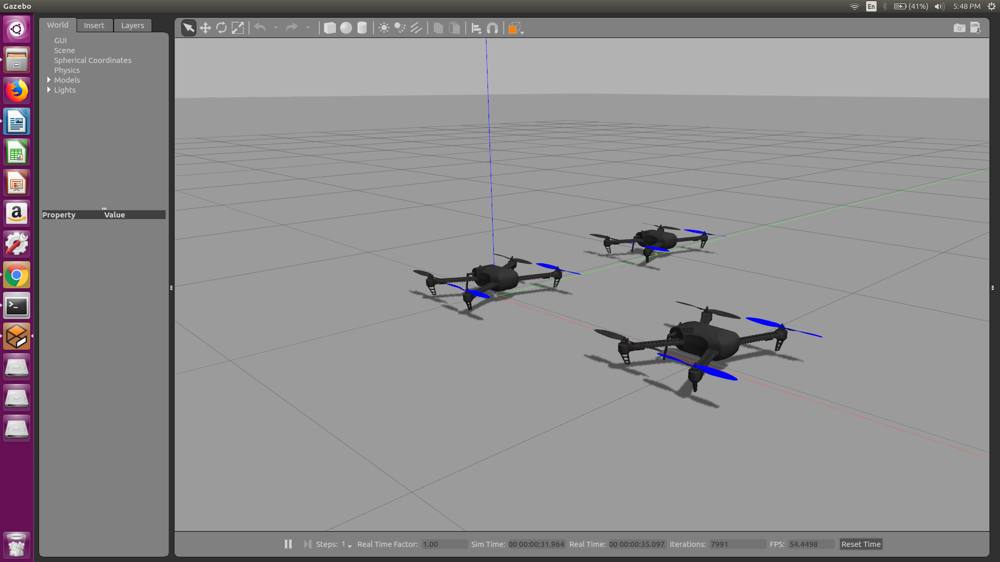 Gazebo
En
(41%)
5:48 PM
World
Insert
Layers
LOG
GUI
Scene
Spherical Coordinates
Physics
Models
Lights
Property
Value
Steps: 1
Real Time Factor: 1.00
Sim Time: 00 00:00:31.964
Real Time: 00 00:00:35.097
Iterations: 7991
FPS: 54.4498
Reset Time